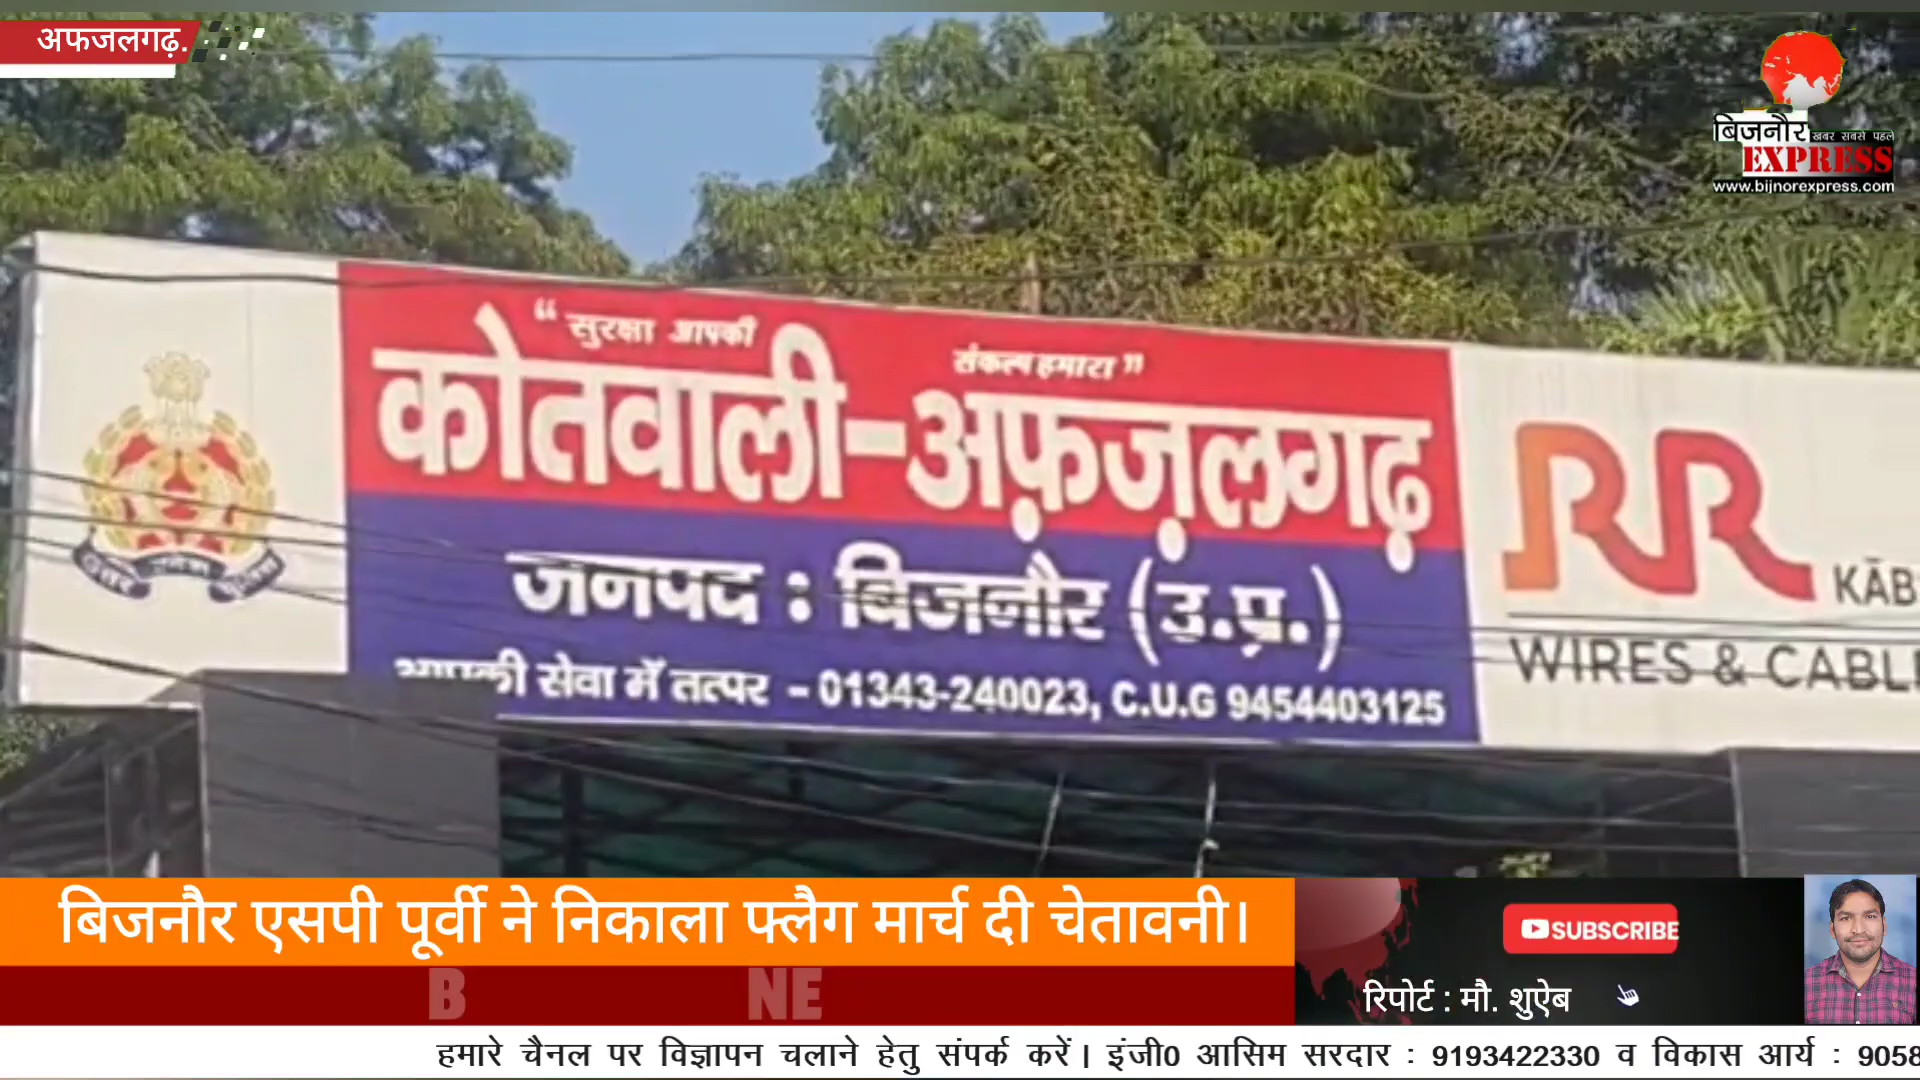 अफजलगढ़.
बिजनौर खबर सबसे पहले
EXPRESS
www.bijnorexpress.com
“ सुरक्षा आपकी संकल्प हमारा ”
कोतवाली-अफ़ज़लगढ़
जनपद : बिजनौर (उ.प्र.)
आपकी सेवा में तत्पर - 01343-240023, C.U.G 9454403125
RR
KAB
WIRES & CABL
बिजनौर एसपी पूर्वी ने निकाला फ्लैग मार्च दी चेतावनी।
SUBSCRIBE
B NE
रिपोर्ट : मौ. शुऐब
हमारे चैनल पर विज्ञापन चलाने हेतु संपर्क करें। इंजी0 आसिम सरदार : 9193422330 व विकास आर्य : 9058